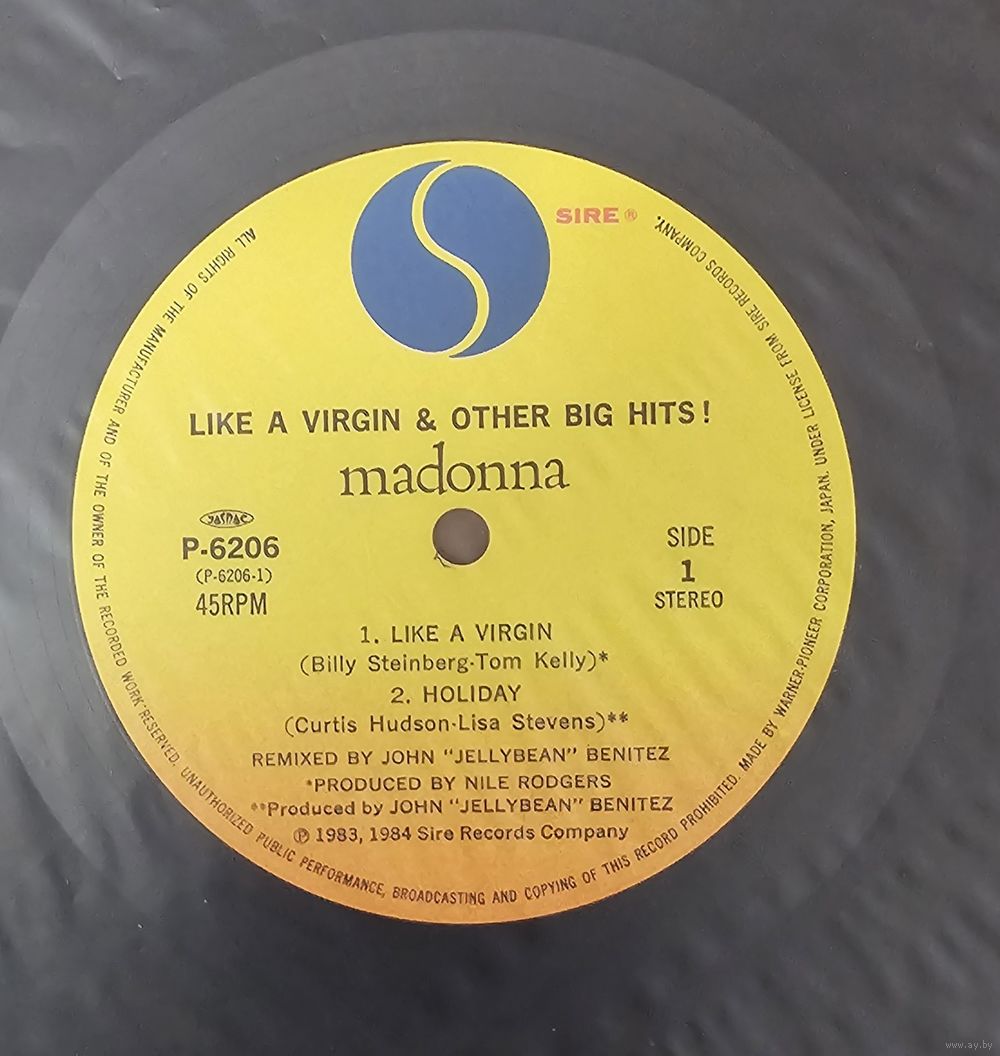 SIRE®
LIKE A VIRGIN & OTHER BIG HITS!
madonna
JASRAC
P-6206
(P-6206-1)
45RPM
SIDE
1
STEREO
1. LIKE A VIRGIN
(Billy Steinberg-Tom Kelly)*
2. HOLIDAY
(Curtis Hudson-Lisa Stevens)**
REMIXED BY JOHN "JELLYBEAN" BENITEZ
*PRODUCED BY NILE RODGERS
**Produced by JOHN "JELLYBEAN" BENITEZ
℗ 1983, 1984 Sire Records Company
ALL RIGHTS OF THE MANUFACTURER AND OF THE OWNER OF THE RECORDED WORK RESERVED. UNAUTHORIZED PUBLIC PERFORMANCE, BROADCASTING AND COPYING OF THIS RECORD PROHIBITED. MADE BY WARNER-PIONEER CORPORATION, JAPAN. UNDER LICENSE FROM SIRE RECORDS COMPANY.
www.ay.by